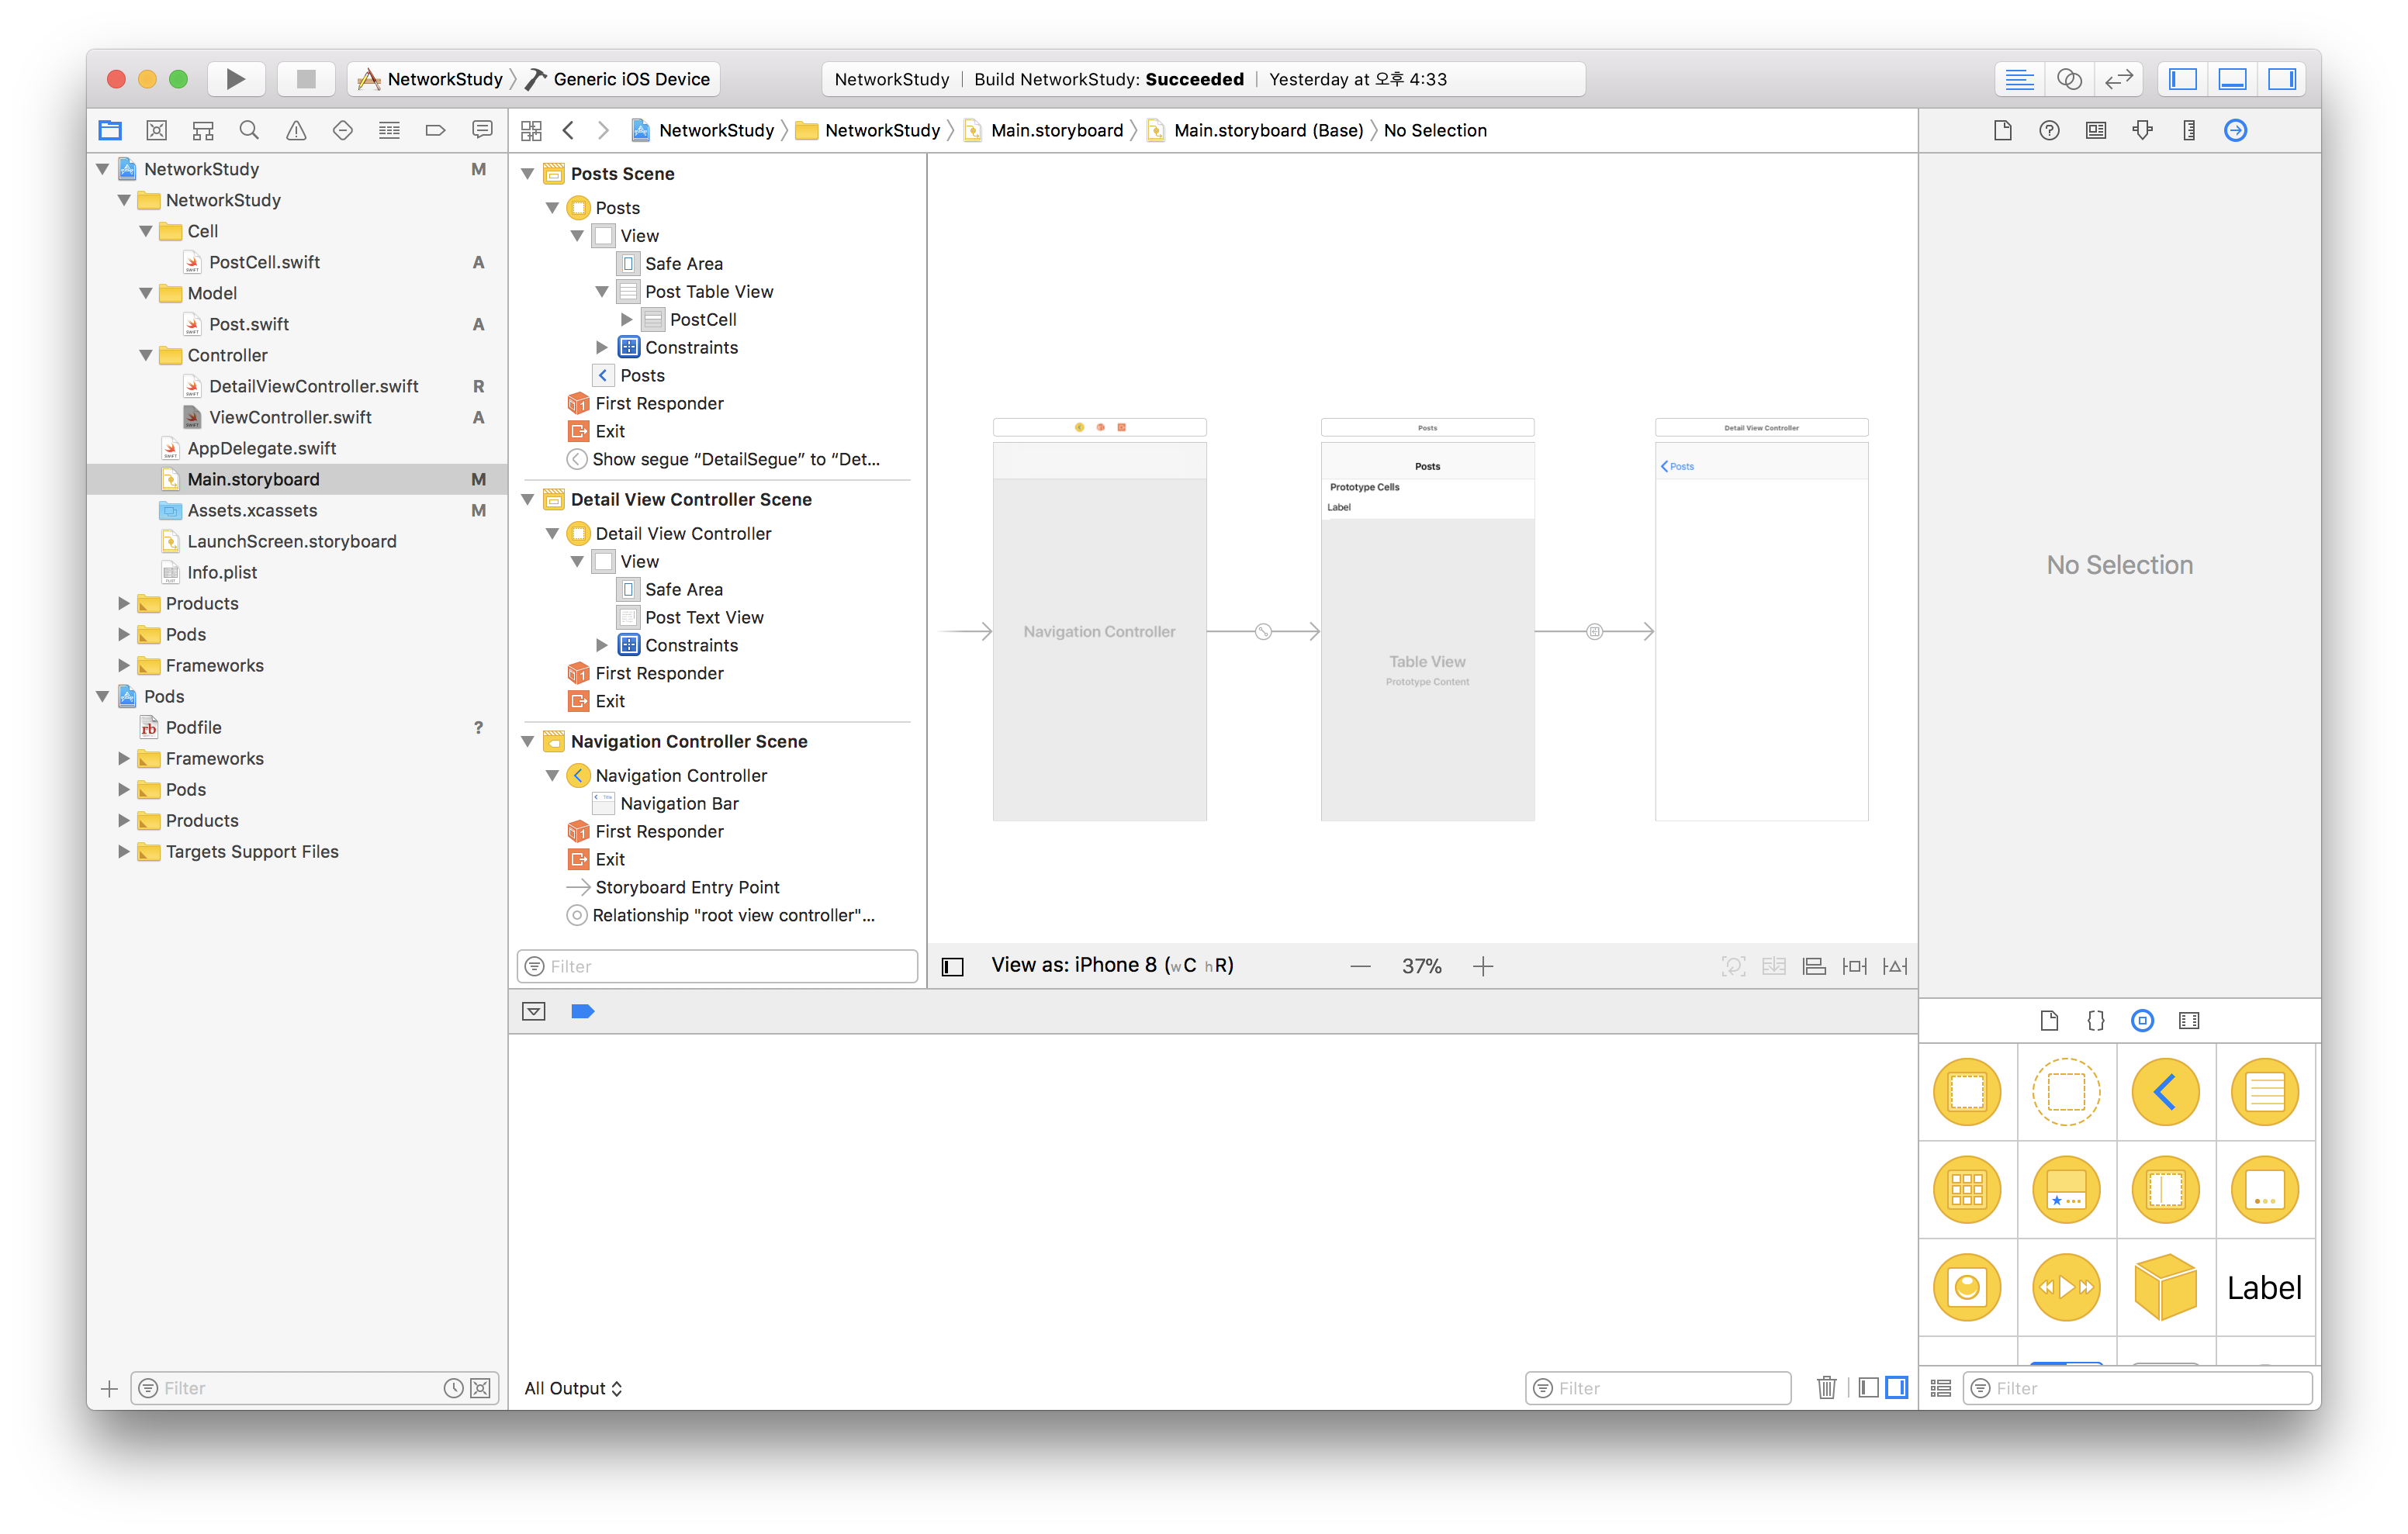 NetworkStudy Generic iOS Device
NetworkStudy Build NetworkStudy: Succeeded Yesterday at 오후 4:33
NetworkStudy NetworkStudy Main.storyboard Main.storyboard (Base) No Selection
NetworkStudy M
NetworkStudy
Cell
PostCell.swift A
Model
Post.swift A
Controller
DetailViewController.swift R
ViewController.swift A
AppDelegate.swift
Main.storyboard M
Assets.xcassets M
LaunchScreen.storyboard
Info.plist
Products
Pods
Frameworks
Pods
Podfile ?
Frameworks
Pods
Products
Targets Support Files
Filter
Posts Scene
Posts
View
Safe Area
Post Table View
PostCell
Constraints
Posts
First Responder
Exit
Show segue “DetailSegue” to “Det...
Detail View Controller Scene
Detail View Controller
View
Safe Area
Post Text View
Constraints
First Responder
Exit
Navigation Controller Scene
Navigation Controller
Navigation Bar
First Responder
Exit
Storyboard Entry Point
Relationship "root view controller"...
Filter
Navigation Controller
Posts
Posts
Prototype Cells
Label
Table View
Prototype Content
Detail View Controller
Posts
View as: iPhone 8 (wC hR)
37%
All Output
Filter
No Selection
Label
Filter